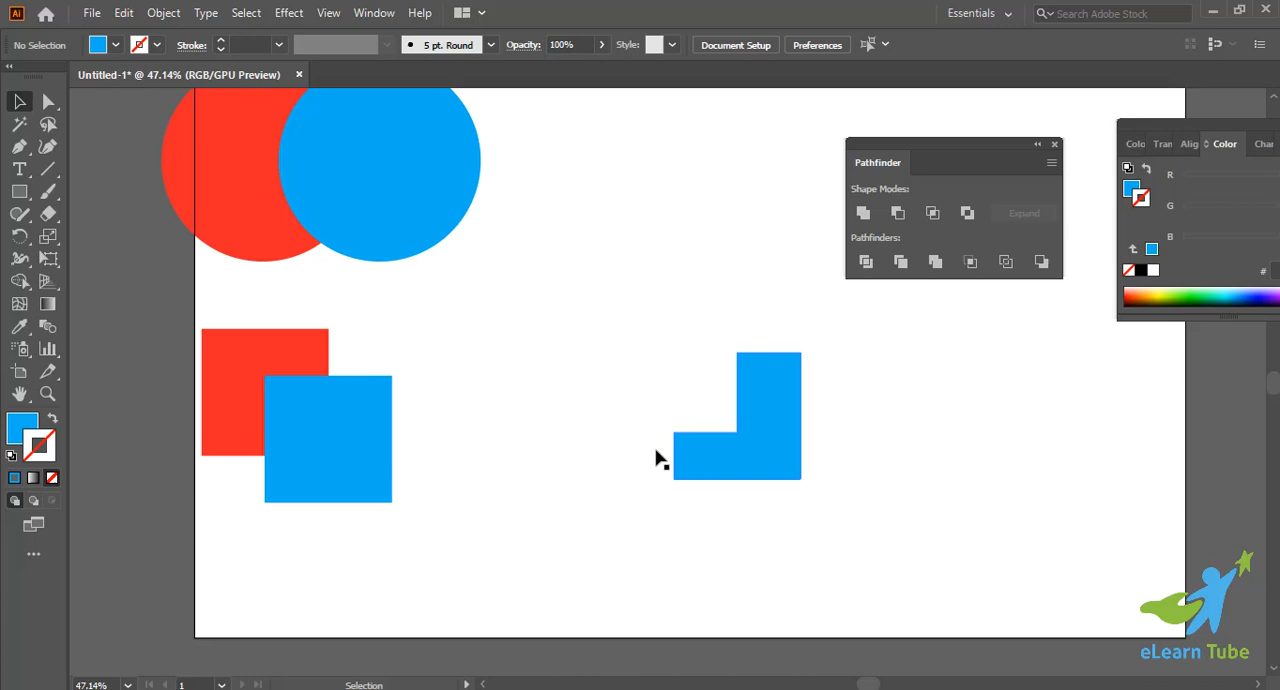 Ai File Edit Object Type Select Effect View Window Help Essentials Search Adobe Stock
No Selection Stroke: 5 pt. Round Opacity: 100% Style: Document Setup Preferences
Untitled-1* @ 47.14% (RGB/GPU Preview)
Pathfinder
Shape Modes:
Expand
Pathfinders:
Colo Tran Alig Color Char
R
G
B
#
eLearn Tube
47.14% 1 Selection